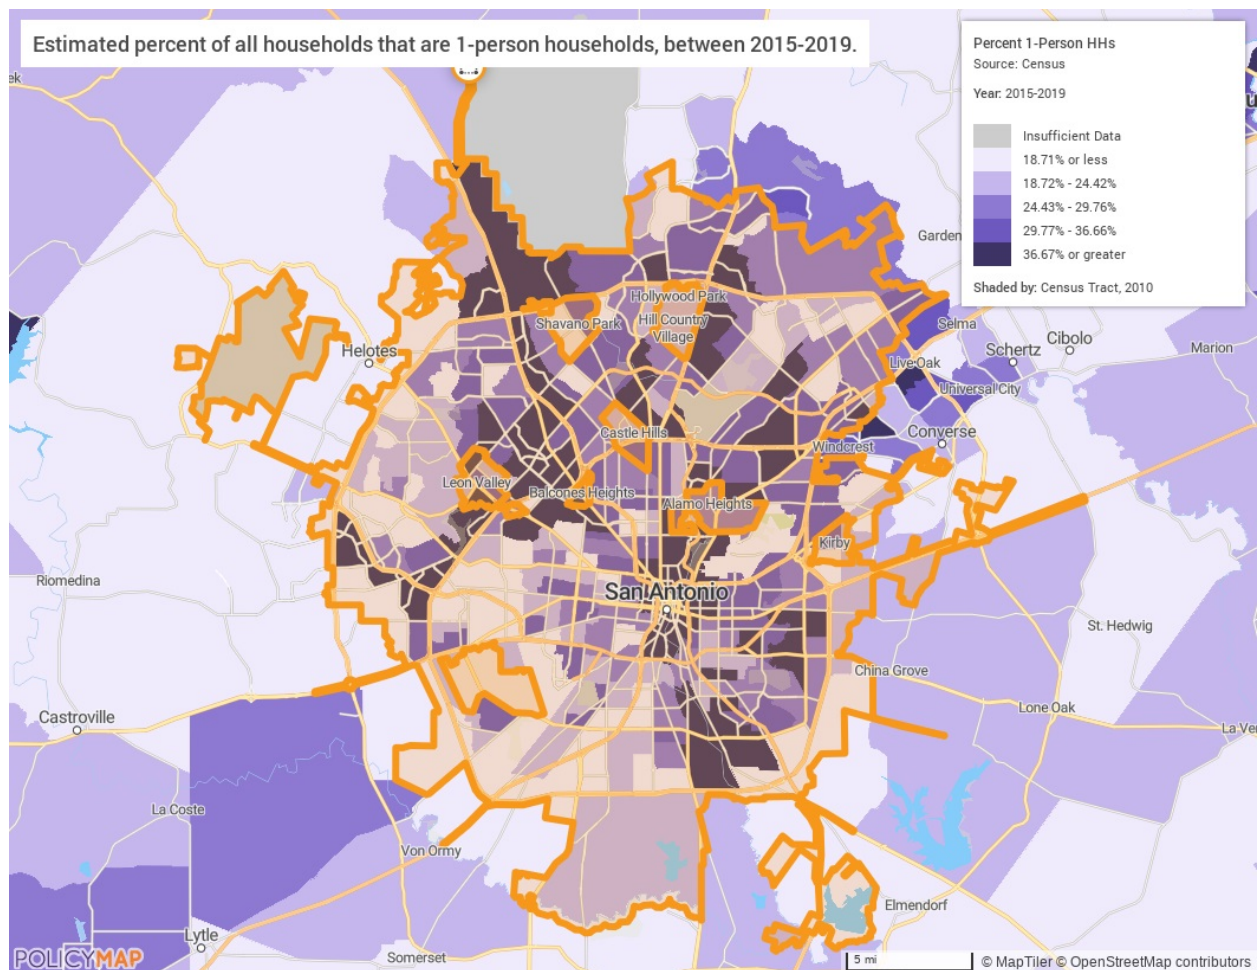 Estimated percent of all households that are 1-person households, between 2015-2019.
Percent 1-Person HHs
Source: Census
Year: 2015-2019
Insufficient Data
18.71% or less
18.72% - 24.42%
24.43% - 29.76%
29.77% - 36.66%
36.67% or greater
Shaded by: Census Tract, 2010
ek
Garden
Hollywood Park
Shavano Park
Hill Country
Village
Selma
Cibolo
Helotes
Schertz
Marion
Live Oak
Universal City
Castle Hills
Converse
Windcrest
Leon Valley
Balcones Heights
Alamo Heights
Kirby
Riomedina
San Antonio
St. Hedwig
China Grove
Castroville
Lone Oak
La Ver
La Coste
Von Ormy
Elmendorf
Lytle
Somerset
POLICYMAP
5 mi
© MapTiler © OpenStreetMap contributors